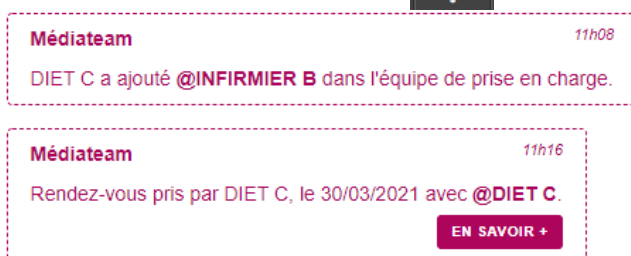 Médiateam 11h08
DIET C a ajouté @INFIRMIER B dans l'équipe de prise en charge.
Médiateam 11h16
Rendez-vous pris par DIET C, le 30/03/2021 avec @DIET C.
EN SAVOIR +